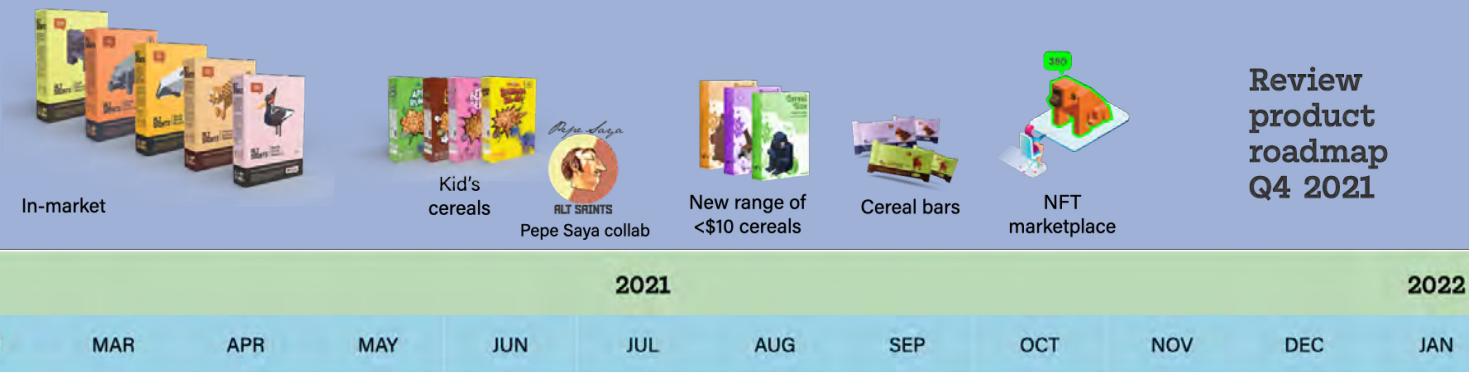 In-market
Kid's
cereals
Pepe Saya
ALT SAINTS
Pepe Saya collab
New range of
<$10 cereals
Cereal bars
380
NFT
marketplace
Review
product
roadmap
Q4 2021
2021
2022
MAR APR MAY JUN JUL AUG SEP OCT NOV DEC JAN